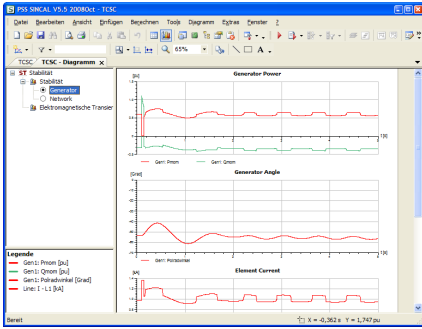 PSS SINCAL V5.5 2008Oct - TCSC
Datei Bearbeiten Ansicht Einfügen Berechnen Tools Diagramm Extras Fenster ?
65%
TCSC TCSC - Diagramm x
ST Stabilität
Stabilität
Generator
Network
Elektromagnetische Transier
Generator Power
[pu]
t [s]
Gen1: Pmom Gen1: Qmom
Generator Angle
[Grad]
t [s]
Gen1: Polradwinkel
Element Current
[kA]
Legende
Gen1: Pmom [pu]
Gen1: Qmom [pu]
Gen1: Polradwinkel [Grad]
Line: I - L1 [kA]
Bereit
X = -0,362 s Y = 1,747 pu